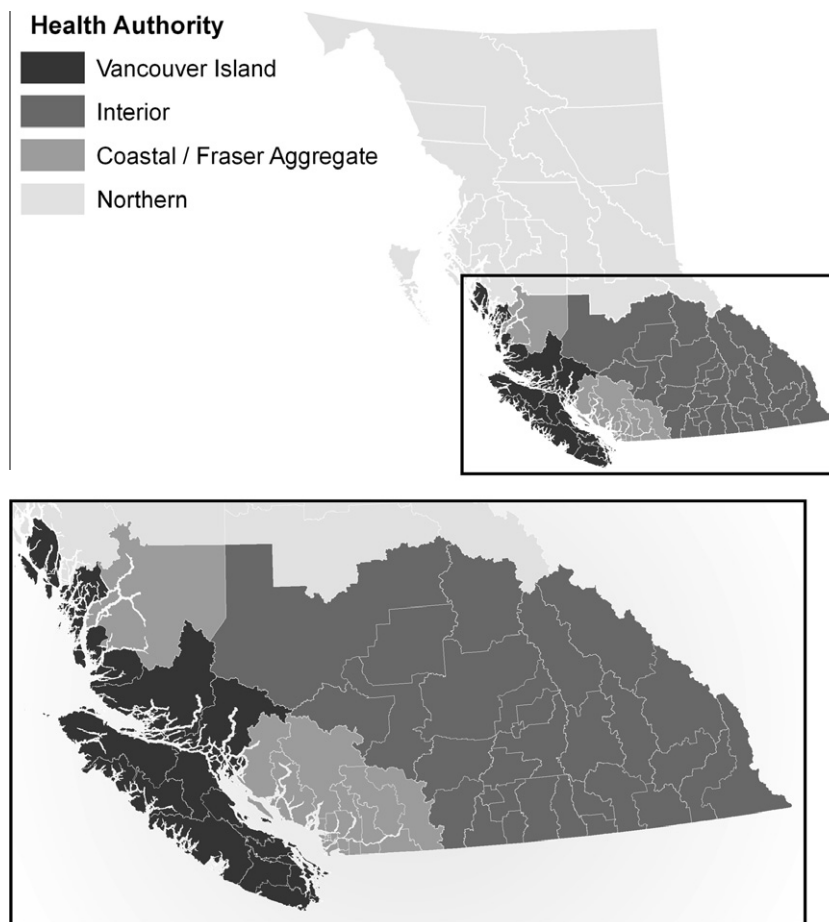 Health Authority
Vancouver Island
Interior
Coastal / Fraser Aggregate
Northern